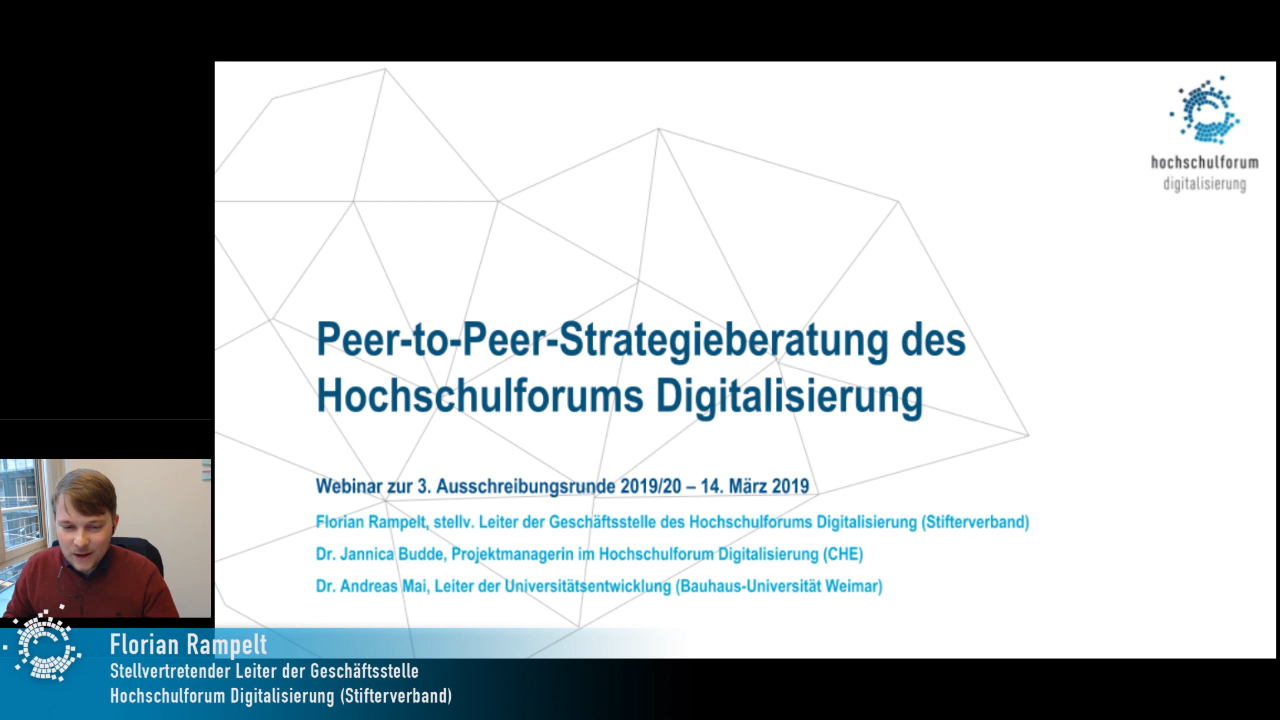 hochschulforum
digitalisierung
Peer-to-Peer-Strategieberatung des
Hochschulforums Digitalisierung
Webinar zur 3. Ausschreibungsrunde 2019/20 – 14. März 2019
Florian Rampelt, stellv. Leiter der Geschäftsstelle des Hochschulforums Digitalisierung (Stifterverband)
Dr. Jannica Budde, Projektmanagerin im Hochschulforum Digitalisierung (CHE)
Dr. Andreas Mai, Leiter der Universitätsentwicklung (Bauhaus-Universität Weimar)
Florian Rampelt
Stellvertretender Leiter der Geschäftsstelle
Hochschulforum Digitalisierung (Stifterverband)